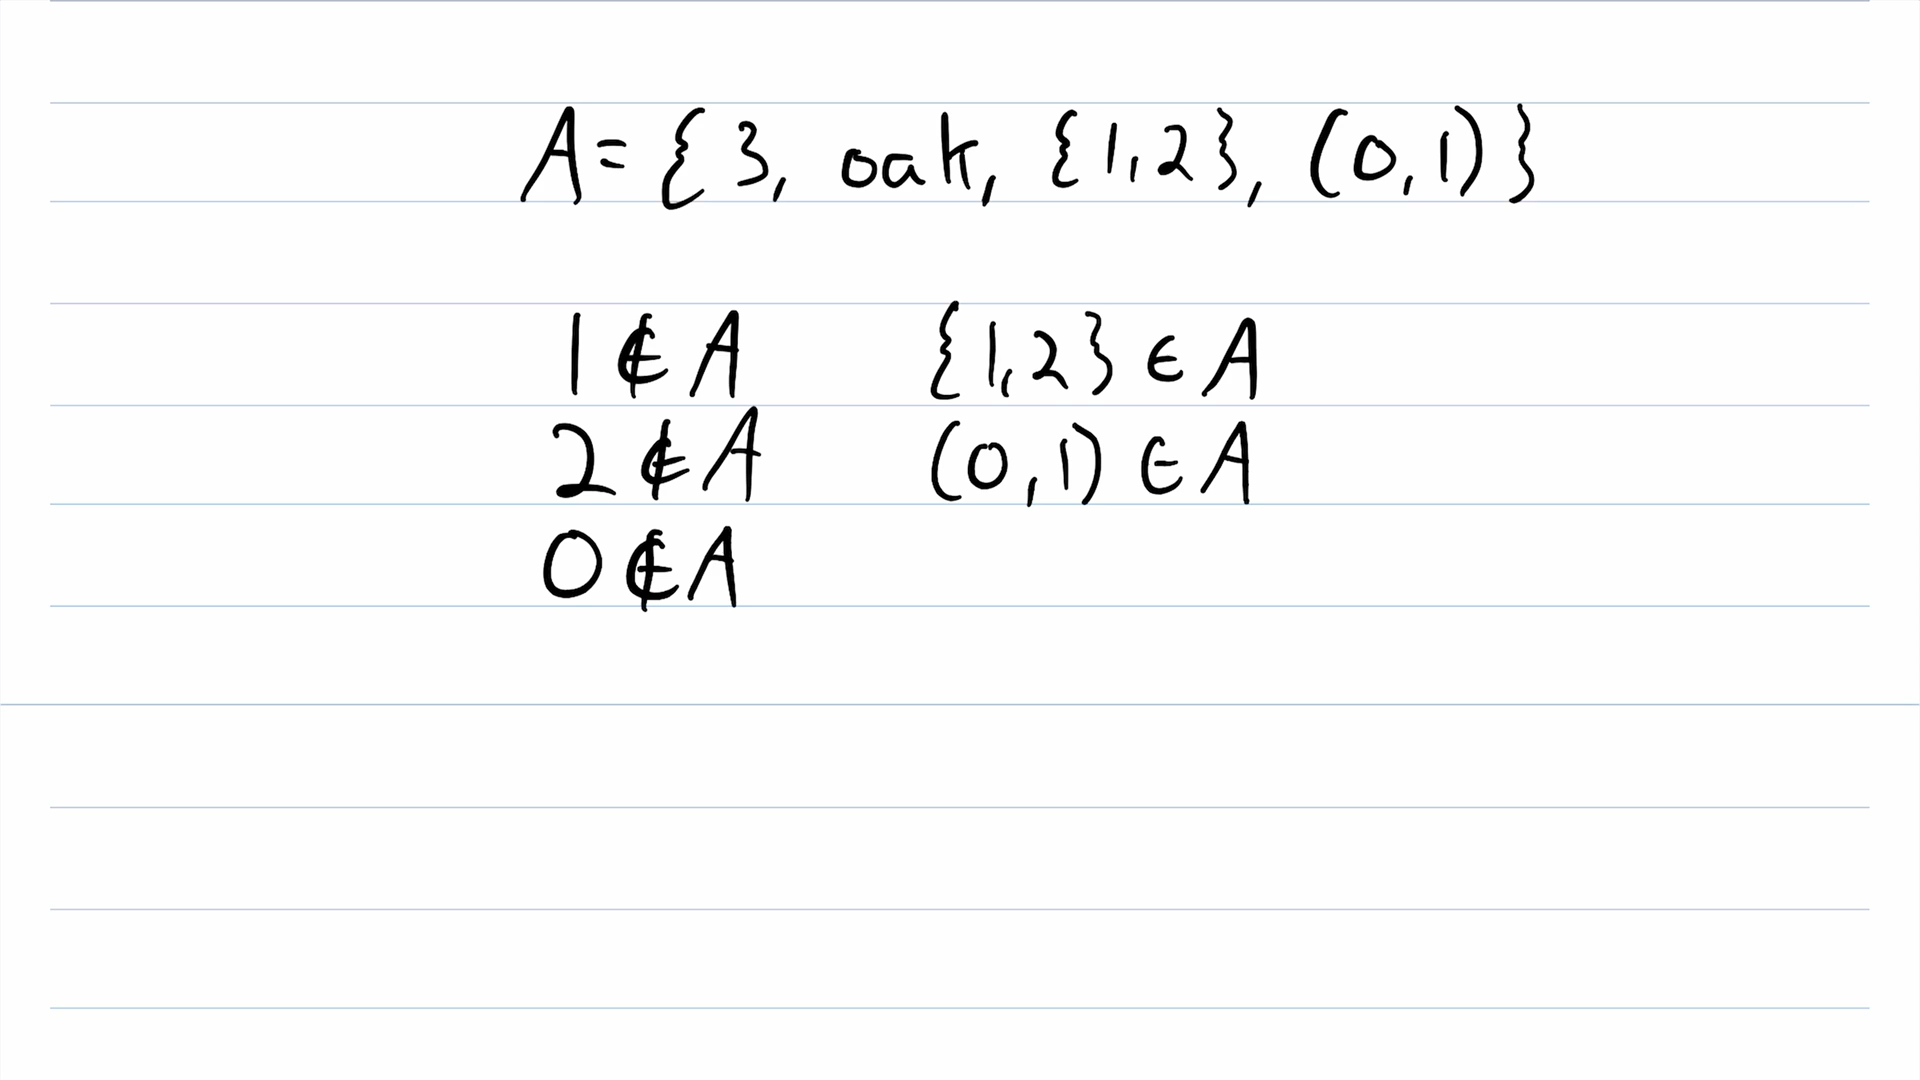 A = {3, oak, {1,2}, (0,1)}
1 ∉ A {1,2} ∈ A
2 ∉ A (0,1) ∈ A
0 ∉ A